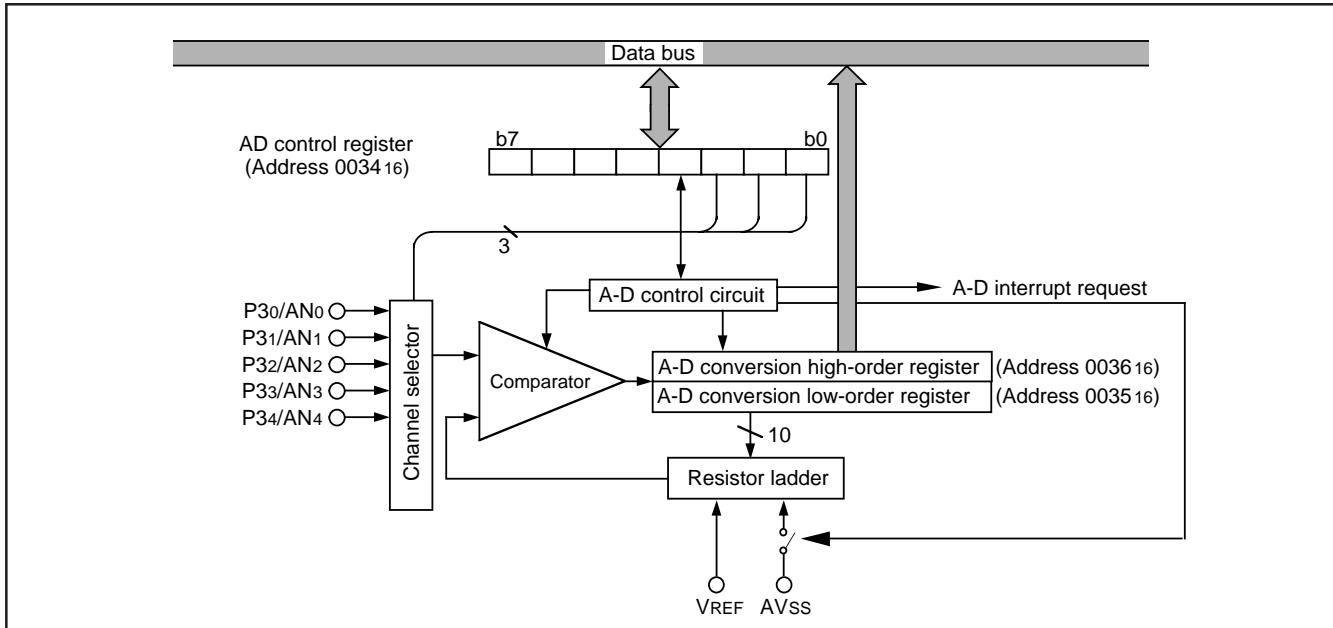 Data bus
AD control register
(Address 0034₁₆)
b7
b0
3
A-D control circuit
A-D interrupt request
P3₀/AN₀
P3₁/AN₁
P3₂/AN₂
P3₃/AN₃
P3₄/AN₄
Channel selector
Comparator
A-D conversion high-order register
(Address 0036₁₆)
A-D conversion low-order register
(Address 0035₁₆)
10
Resistor ladder
VREF
AVSS